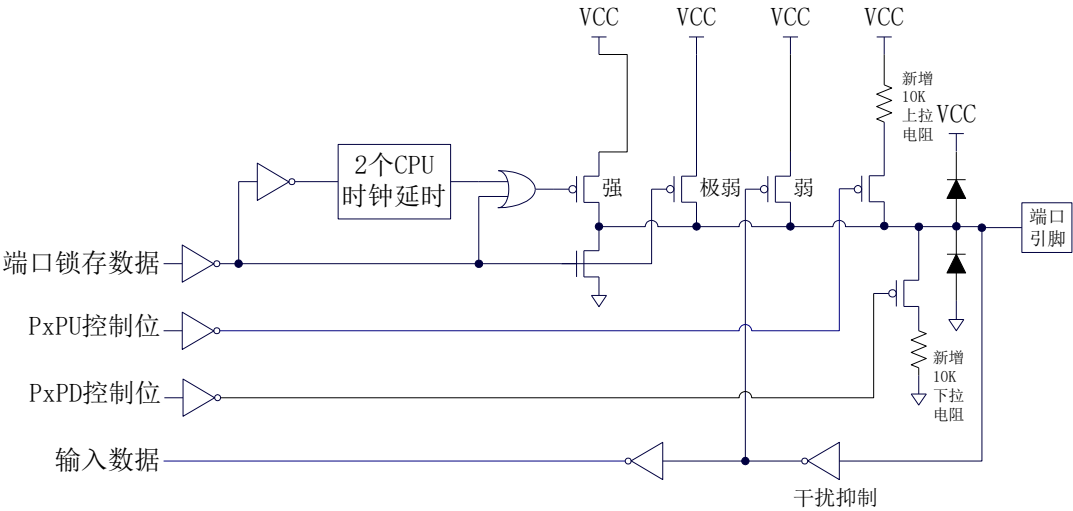 VCC
VCC
VCC
VCC
新增
10K
上拉
电阻
VCC
2个CPU
时钟延时
强
极弱
弱
端口
引脚
端口锁存数据
PxPU控制位
新增
10K
下拉
电阻
PxPD控制位
输入数据
干扰抑制